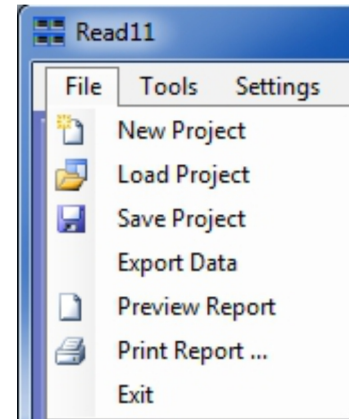 Read11
File Tools Settings
New Project
Load Project
Save Project
Export Data
Preview Report
Print Report ...
Exit